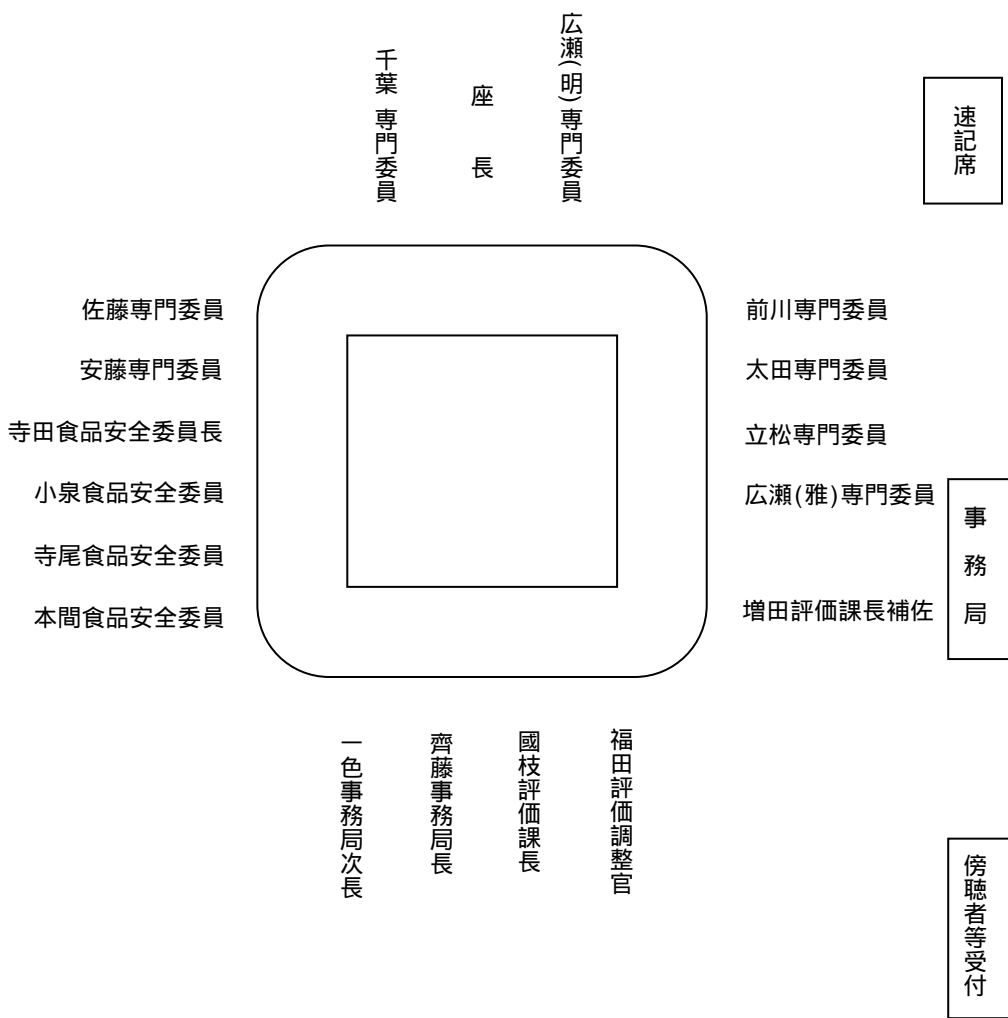 千葉 専門委員
座 長
広瀬(明)専門委員
速記席
佐藤専門委員
安藤専門委員
寺田食品安全委員長
小泉食品安全委員
寺尾食品安全委員
本間食品安全委員
前川専門委員
太田専門委員
立松専門委員
広瀬(雅)専門委員
増田評価課長補佐
事 務 局
一色事務局次長
齊藤事務局長
國枝評価課長
福田評価調整官
傍聴者等受付